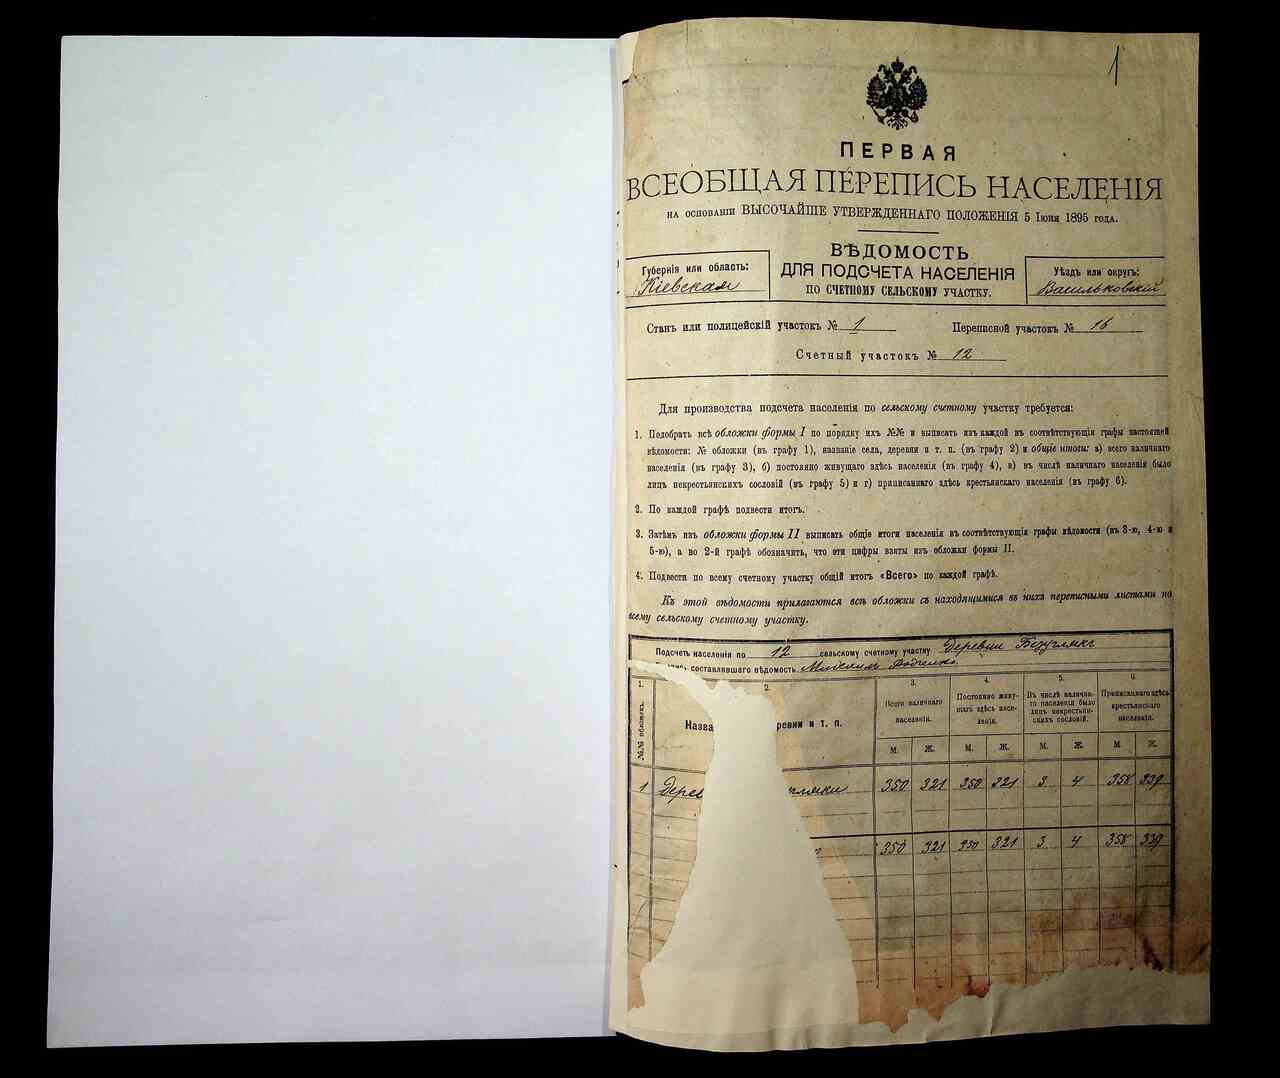 1
ПЕРВАЯ
ВСЕОБЩАЯ ПЕРЕПИСЬ НАСЕЛЕНІЯ
НА ОСНОВАНІИ ВЫСОЧАЙШЕ УТВЕРЖДЕННАГО ПОЛОЖЕНІЯ 5 Іюня 1895 года.
Губернія или область:
Кіевская
ВѢДОМОСТЬ
ДЛЯ ПОДСЧЕТА НАСЕЛЕНІЯ
ПО СЧЕТНОМУ СЕЛЬСКОМУ УЧАСТКУ.
Уѣздъ или округъ:
Васильковскій
Станъ или полицейскій участокъ № 1 Переписной участокъ № 16
Счетный участокъ № 12
Для производства подсчета населенія по сельскому счетному участку требуется:
1. Подобрать всѣ обложки формы I по порядку ихъ №№ и выписать изъ каждой въ соотвѣтствующія графы настоящей
вѣдомости: № обложки (въ графу 1), названіе села, деревни и т. п. (въ графу 2) и общіе итоги: а) всего наличнаго
населенія (въ графу 3), б) постоянно живущаго здѣсь населенія (въ графу 4), в) въ числѣ наличнаго населенія было
лицъ некрестьянскихъ сословій (въ графу 5) и г) приписаннаго здѣсь крестьянскаго населенія (въ графу 6).
2. По каждой графѣ подвести итогъ.
3. Затѣмъ изъ обложки формы II выписать общіе итоги населенія въ соотвѣтствующія графы вѣдомости (въ 3-ю, 4-ю и
5-ю), а во 2-й графѣ обозначить, что эти цифры взяты изъ обложки формы II.
4. Подвести по всему счетному участку общій итогъ «Всего» по каждой графѣ.
Къ этой вѣдомости прилагаются всѣ обложки съ находящимися въ нихъ переписными листами по
всему сельскому счетному участку.
Подсчетъ населенія по 12 сельскому счетному участку Деревни
составлявшаго вѣдомость
1. 2. 3. 4. 5. 6.
№№ обложекъ.
Назва ревни и т. п.
Всего наличнаго населенія.
Постоянно живущаго здѣсь населенія.
Въ числѣ наличнаго населенія было лицъ некрестьянскихъ сословій.
Приписаннаго здѣсь крестьянскаго населенія.
М. Ж. М. Ж. М. Ж. М. Ж.
1 Дерев 350 321 350 321 3 4 358 339
350 321 350 321 3 4 358 339